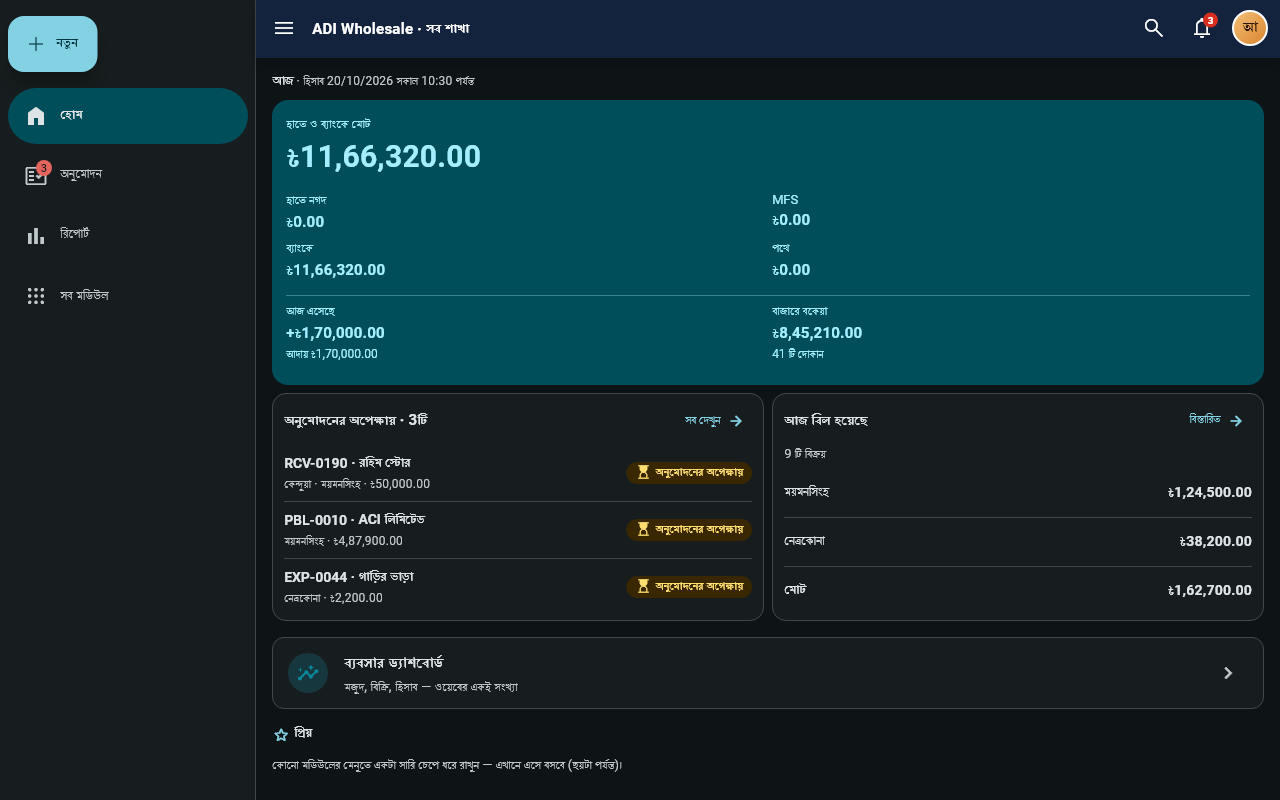 নতুন
হোম
3
অনুমোদন
রিপোর্ট
সব মডিউল
ADI Wholesale · সব শাখা
3
আ
আজ · হিসাব 20/10/2026 সকাল 10:30 পর্যন্ত
হাতে ও ব্যাংকে মোট
৳11,66,320.00
হাতে নগদ
৳0.00
MFS
৳0.00
ব্যাংকে
৳11,66,320.00
পথে
৳0.00
আজ এসেছে
+৳1,70,000.00
আদায় ৳1,70,000.00
বাজারে বকেয়া
৳8,45,210.00
41 টি দোকান
অনুমোদনের অপেক্ষায় · 3টি
সব দেখুন
RCV-0190 · রহিম স্টোর
কেন্দুয়া · ময়মনসিংহ · ৳50,000.00
অনুমোদনের অপেক্ষায়
PBL-0010 · ACI লিমিটেড
ময়মনসিংহ · ৳4,87,900.00
অনুমোদনের অপেক্ষায়
EXP-0044 · গাড়ির ভাড়া
নেত্রকোনা · ৳2,200.00
অনুমোদনের অপেক্ষায়
আজ বিল হয়েছে
বিস্তারিত
9 টি বিক্রয়
ময়মনসিংহ
৳1,24,500.00
নেত্রকোনা
৳38,200.00
মোট
৳1,62,700.00
ব্যবসার ড্যাশবোর্ড
মজুদ, বিক্রি, হিসাব — ওয়েবের একই সংখ্যা
প্রিয়
কোনো মডিউলের মেনুতে একটা সারি চেপে ধরে রাখুন — এখানে এসে বসবে (ছয়টা পর্যন্ত)।